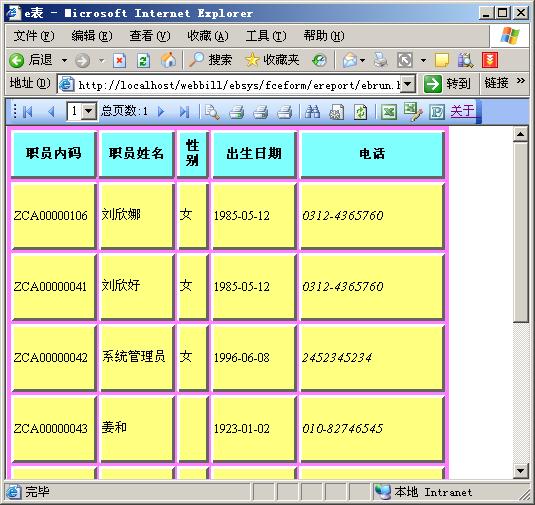 e表 - Microsoft Internet Explorer
文件(F) 编辑(E) 查看(V) 收藏(A) 工具(T) 帮助(H)
后退 搜索 收藏夹
地址(D) http://localhost/webbill/ebsys/fceform/ereport/ebrun.h 转到 链接 »
1 总页数:1 关于
职员内码 职员姓名 性别 出生日期 电话
ZCA00000106 刘欣娜 女 1985-05-12 0312-4365760
ZCA00000041 刘欣好 女 1985-05-12 0312-4365760
ZCA00000042 系统管理员 女 1996-06-08 2452345234
ZCA00000043 姜和 1923-01-02 010-82746545
完毕 本地 Intranet